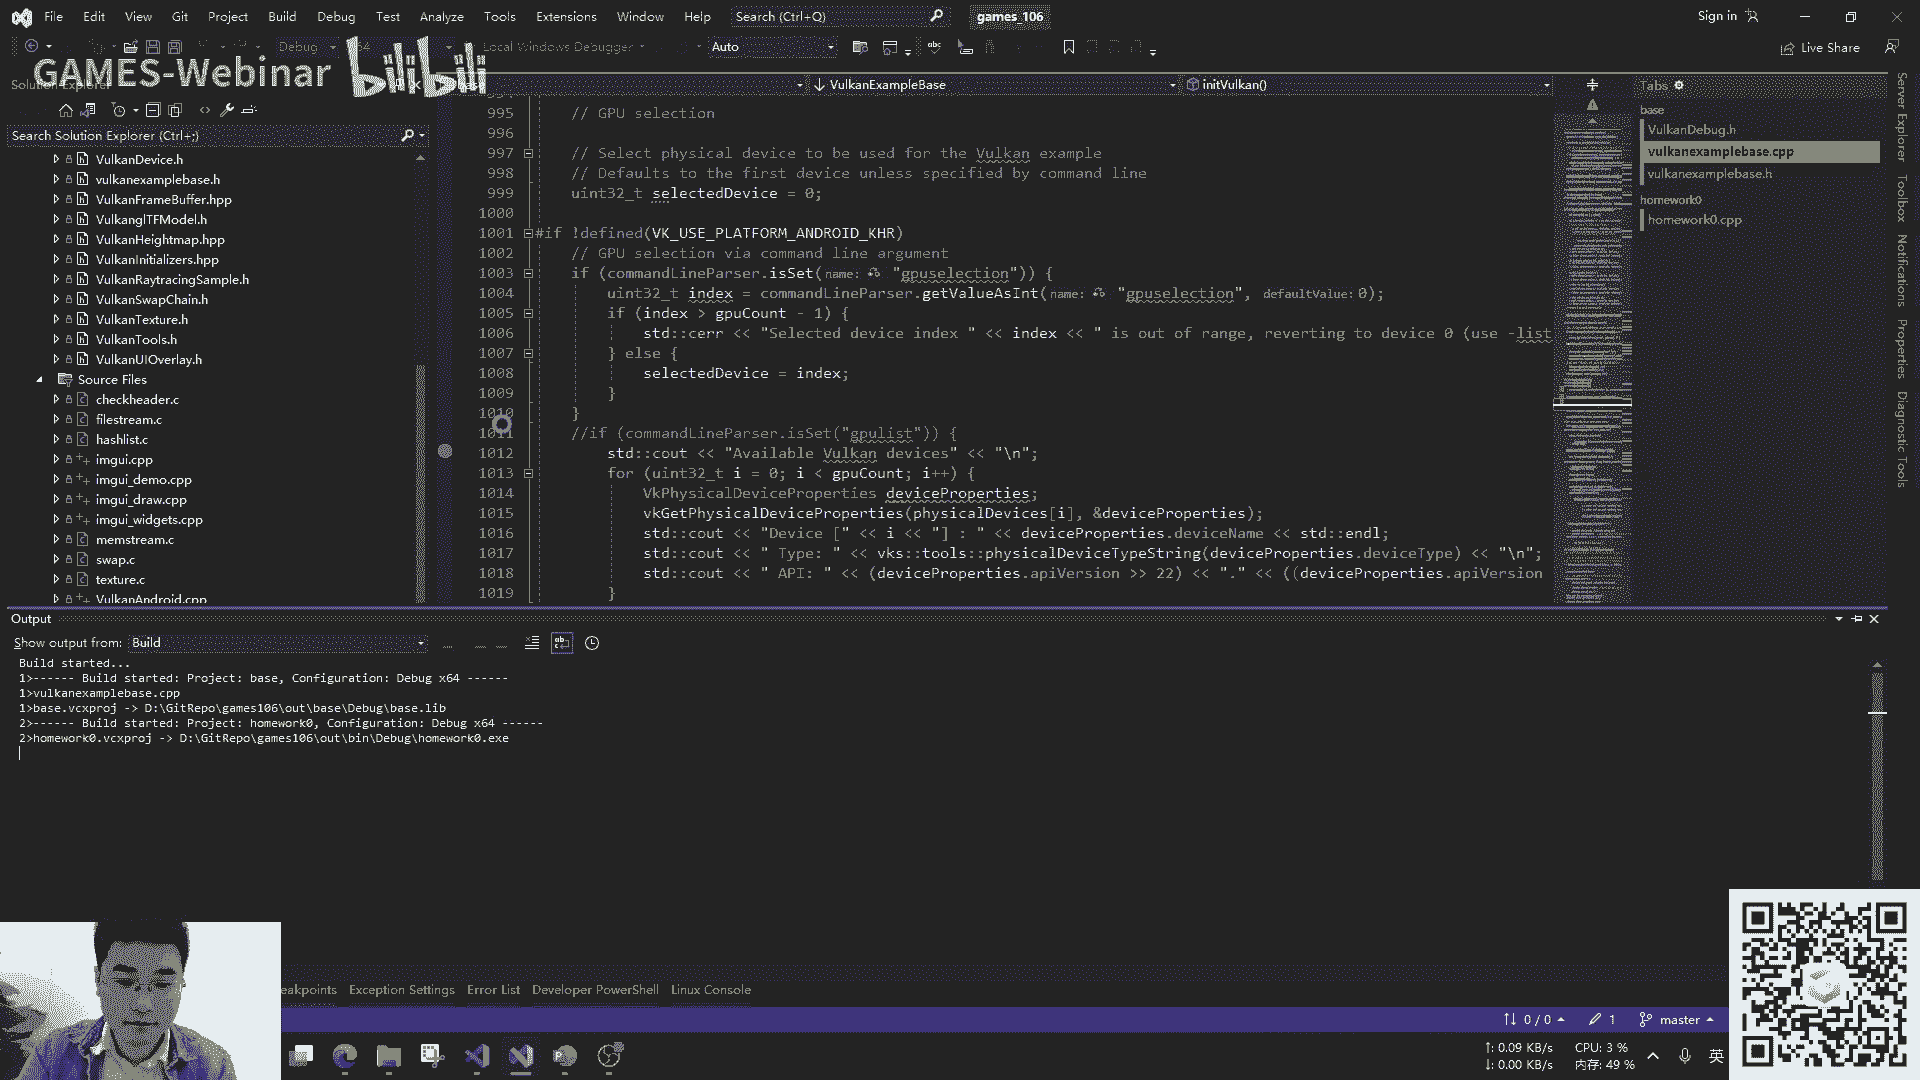 File Edit View Git Project Build Debug Test Analyze Tools Extensions Window Help Search (Ctrl+Q) games_106 Sign in
Debug Local Windows Debugger Auto Live Share
GAMES-Webinar bilibili
Solution Explorer
VulkanExampleBase initVulkan()
Search Solution Explorer (Ctrl+;)
VulkanDevice.h
vulkanexamplebase.h
VulkanFrameBuffer.hpp
VulkanglTFModel.h
VulkanHeightmap.hpp
VulkanInitializers.hpp
VulkanRaytracingSample.h
VulkanSwapChain.h
VulkanTexture.h
VulkanTools.h
VulkanUIOverlay.h
Source Files
checkheader.c
filestream.c
hashlist.c
imgui.cpp
imgui_demo.cpp
imgui_draw.cpp
imgui_widgets.cpp
memstream.c
swap.c
texture.c
VulkanAndroid.cpp
995 // GPU selection
996
997 // Select physical device to be used for the Vulkan example
998 // Defaults to the first device unless specified by command line
999 uint32_t selectedDevice = 0;
1000
1001 #if !defined(VK_USE_PLATFORM_ANDROID_KHR)
1002 // GPU selection via command line argument
1003 if (commandLineParser.isSet(name: "gpuselection")) {
1004 uint32_t index = commandLineParser.getValueAsInt(name: "gpuselection", defaultValue: 0);
1005 if (index > gpuCount - 1) {
1006 std::cerr << "Selected device index " << index << " is out of range, reverting to device 0 (use -list
1007 } else {
1008 selectedDevice = index;
1009 }
1010 }
1011 //if (commandLineParser.isSet("gpulist")) {
1012 std::cout << "Available Vulkan devices" << "\n";
1013 for (uint32_t i = 0; i < gpuCount; i++) {
1014 VkPhysicalDeviceProperties deviceProperties;
1015 vkGetPhysicalDeviceProperties(physicalDevices[i], &deviceProperties);
1016 std::cout << "Device [" << i << "] : " << deviceProperties.deviceName << std::endl;
1017 std::cout << " Type: " << vks::tools::physicalDeviceTypeString(deviceProperties.deviceType) << "\n";
1018 std::cout << " API: " << (deviceProperties.apiVersion >> 22) << "." << ((deviceProperties.apiVersion
1019 }
Tabs
base
VulkanDebug.h
vulkanexamplebase.cpp
vulkanexamplebase.h
homework0
homework0.cpp
Server Explorer
Toolbox
Notifications
Properties
Diagnostic Tools
Output
Show output from: Build
Build started...
1>------ Build started: Project: base, Configuration: Debug x64 ------
1>vulkanexamplebase.cpp
1>base.vcxproj -> D:\GitRepo\games106\out\base\Debug\base.lib
2>------ Build started: Project: homework0, Configuration: Debug x64 ------
2>homework0.vcxproj -> D:\GitRepo\games106\out\bin\Debug\homework0.exe
eakpoints Exception Settings Error List Developer PowerShell Linux Console
0 / 0 1 master
↑: 0.09 KB/s CPU: 3 %
↓: 0.00 KB/s 内存: 49 %
英